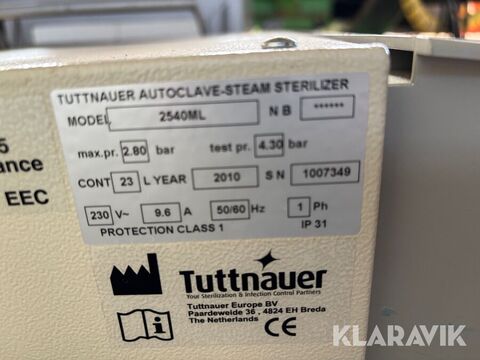 TUTTNAUER AUTOCLAVE-STEAM STERILIZER
MODEL 2540ML N B ******
max.pr. 2.80 bar test pr. 4.30 bar
CONT 23 L YEAR 2010 S N 1007349
230 V~ 9.6 A 50/60 Hz 1 Ph
PROTECTION CLASS 1 IP 31
5
ance
EEC
Tuttnauer
Your Sterilization & Infection Control Partners
Tuttnauer Europe BV
Paardeweide 36 , 4824 EH Breda
The Netherlands
CE
i
KLARAVIK